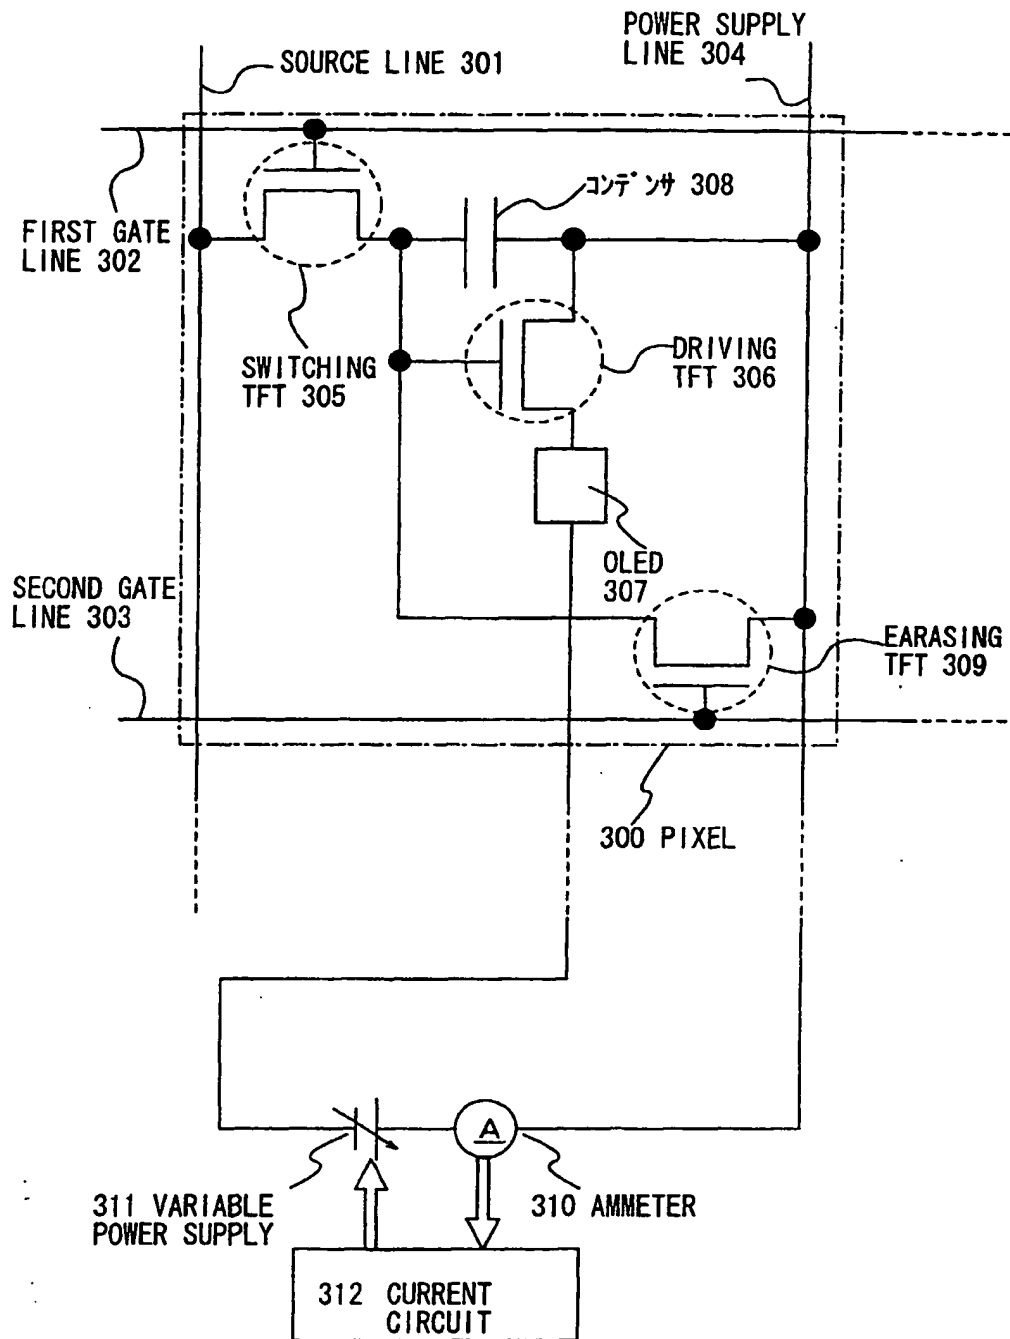 POWER SUPPLY
LINE 304
SOURCE LINE 301
コンデンサ 308
FIRST GATE
LINE 302
SWITCHING
TFT 305
DRIVING
TFT 306
OLED
307
SECOND GATE
LINE 303
EARASING
TFT 309
300 PIXEL
A
311 VARIABLE
POWER SUPPLY
310 AMMETER
312 CURRENT
CIRCUIT